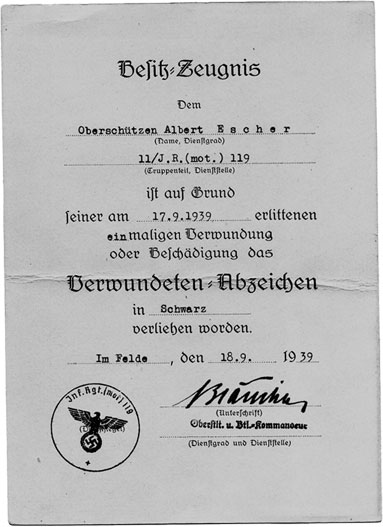 Besitz-Zeugnis
Dem
Oberschützen Albert Escher
(Name, Dienstgrad)
11/J.R.(mot.) 119
(Truppenteil, Dienststelle)
ist auf Grund
seiner am 17.9.1939 erlittenen
einmaligen Verwundung
oder Beschädigung das
Verwundeten-Abzeichen
in Schwarz
verliehen worden.
Im Felde, den 18.9. 1939
(Unterschrift)
Oberstlt. u. Btl.-Kommandeur
(Dienstgrad und Dienststelle)
Inf. Rgt. (mot) 119